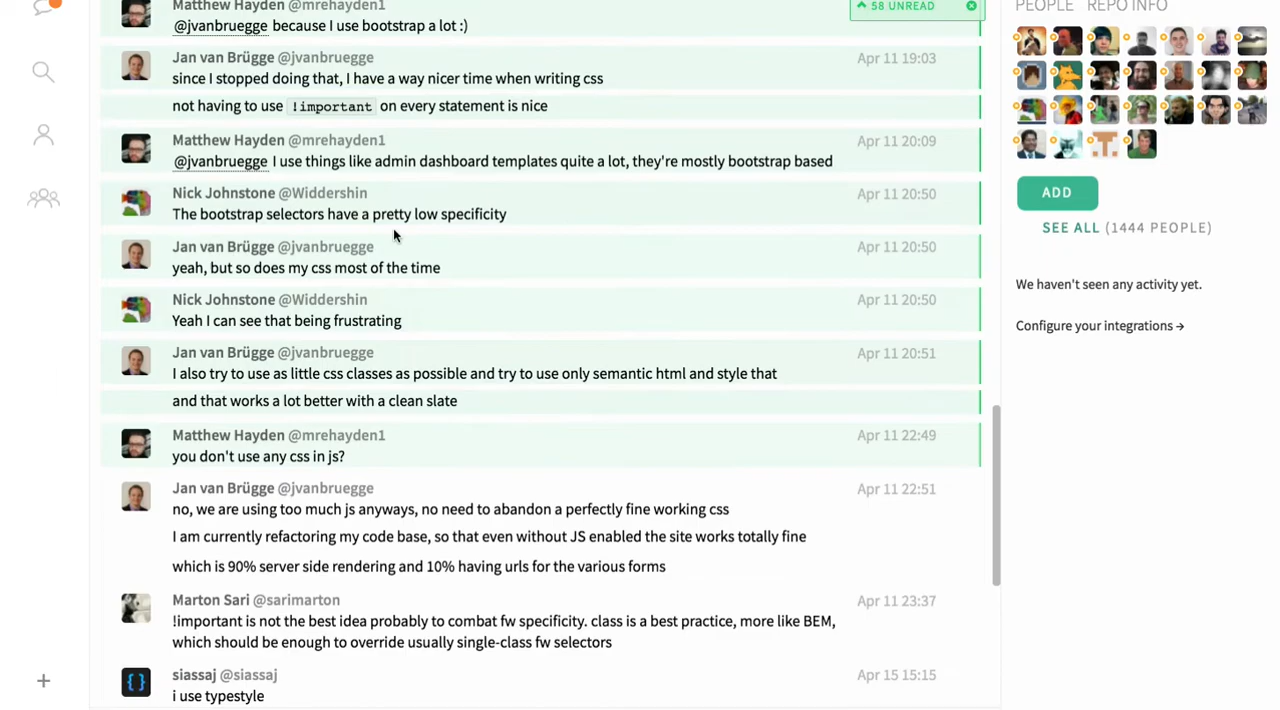 Matthew Hayden @mrehayden1
58 UNREAD
@jvanbruegge because I use bootstrap a lot :)
Jan van Brügge @jvanbruegge
Apr 11 19:03
since I stopped doing that, I have a way nicer time when writing css
not having to use !important on every statement is nice
Matthew Hayden @mrehayden1
Apr 11 20:09
@jvanbruegge I use things like admin dashboard templates quite a lot, they're mostly bootstrap based
Nick Johnstone @Widdershin
Apr 11 20:50
The bootstrap selectors have a pretty low specificity
Jan van Brügge @jvanbruegge
Apr 11 20:50
yeah, but so does my css most of the time
Nick Johnstone @Widdershin
Apr 11 20:50
Yeah I can see that being frustrating
Jan van Brügge @jvanbruegge
Apr 11 20:51
I also try to use as little css classes as possible and try to use only semantic html and style that
and that works a lot better with a clean slate
Matthew Hayden @mrehayden1
Apr 11 22:49
you don't use any css in js?
Jan van Brügge @jvanbruegge
Apr 11 22:51
no, we are using too much js anyways, no need to abandon a perfectly fine working css
I am currently refactoring my code base, so that even without JS enabled the site works totally fine
which is 90% server side rendering and 10% having urls for the various forms
Marton Sari @sarimarton
Apr 11 23:37
!important is not the best idea probably to combat fw specificity. class is a best practice, more like BEM,
which should be enough to override usually single-class fw selectors
siassaj @siassaj
Apr 15 15:15
i use typestyle
PEOPLE REPO INFO
ADD
SEE ALL (1444 PEOPLE)
We haven't seen any activity yet.
Configure your integrations →